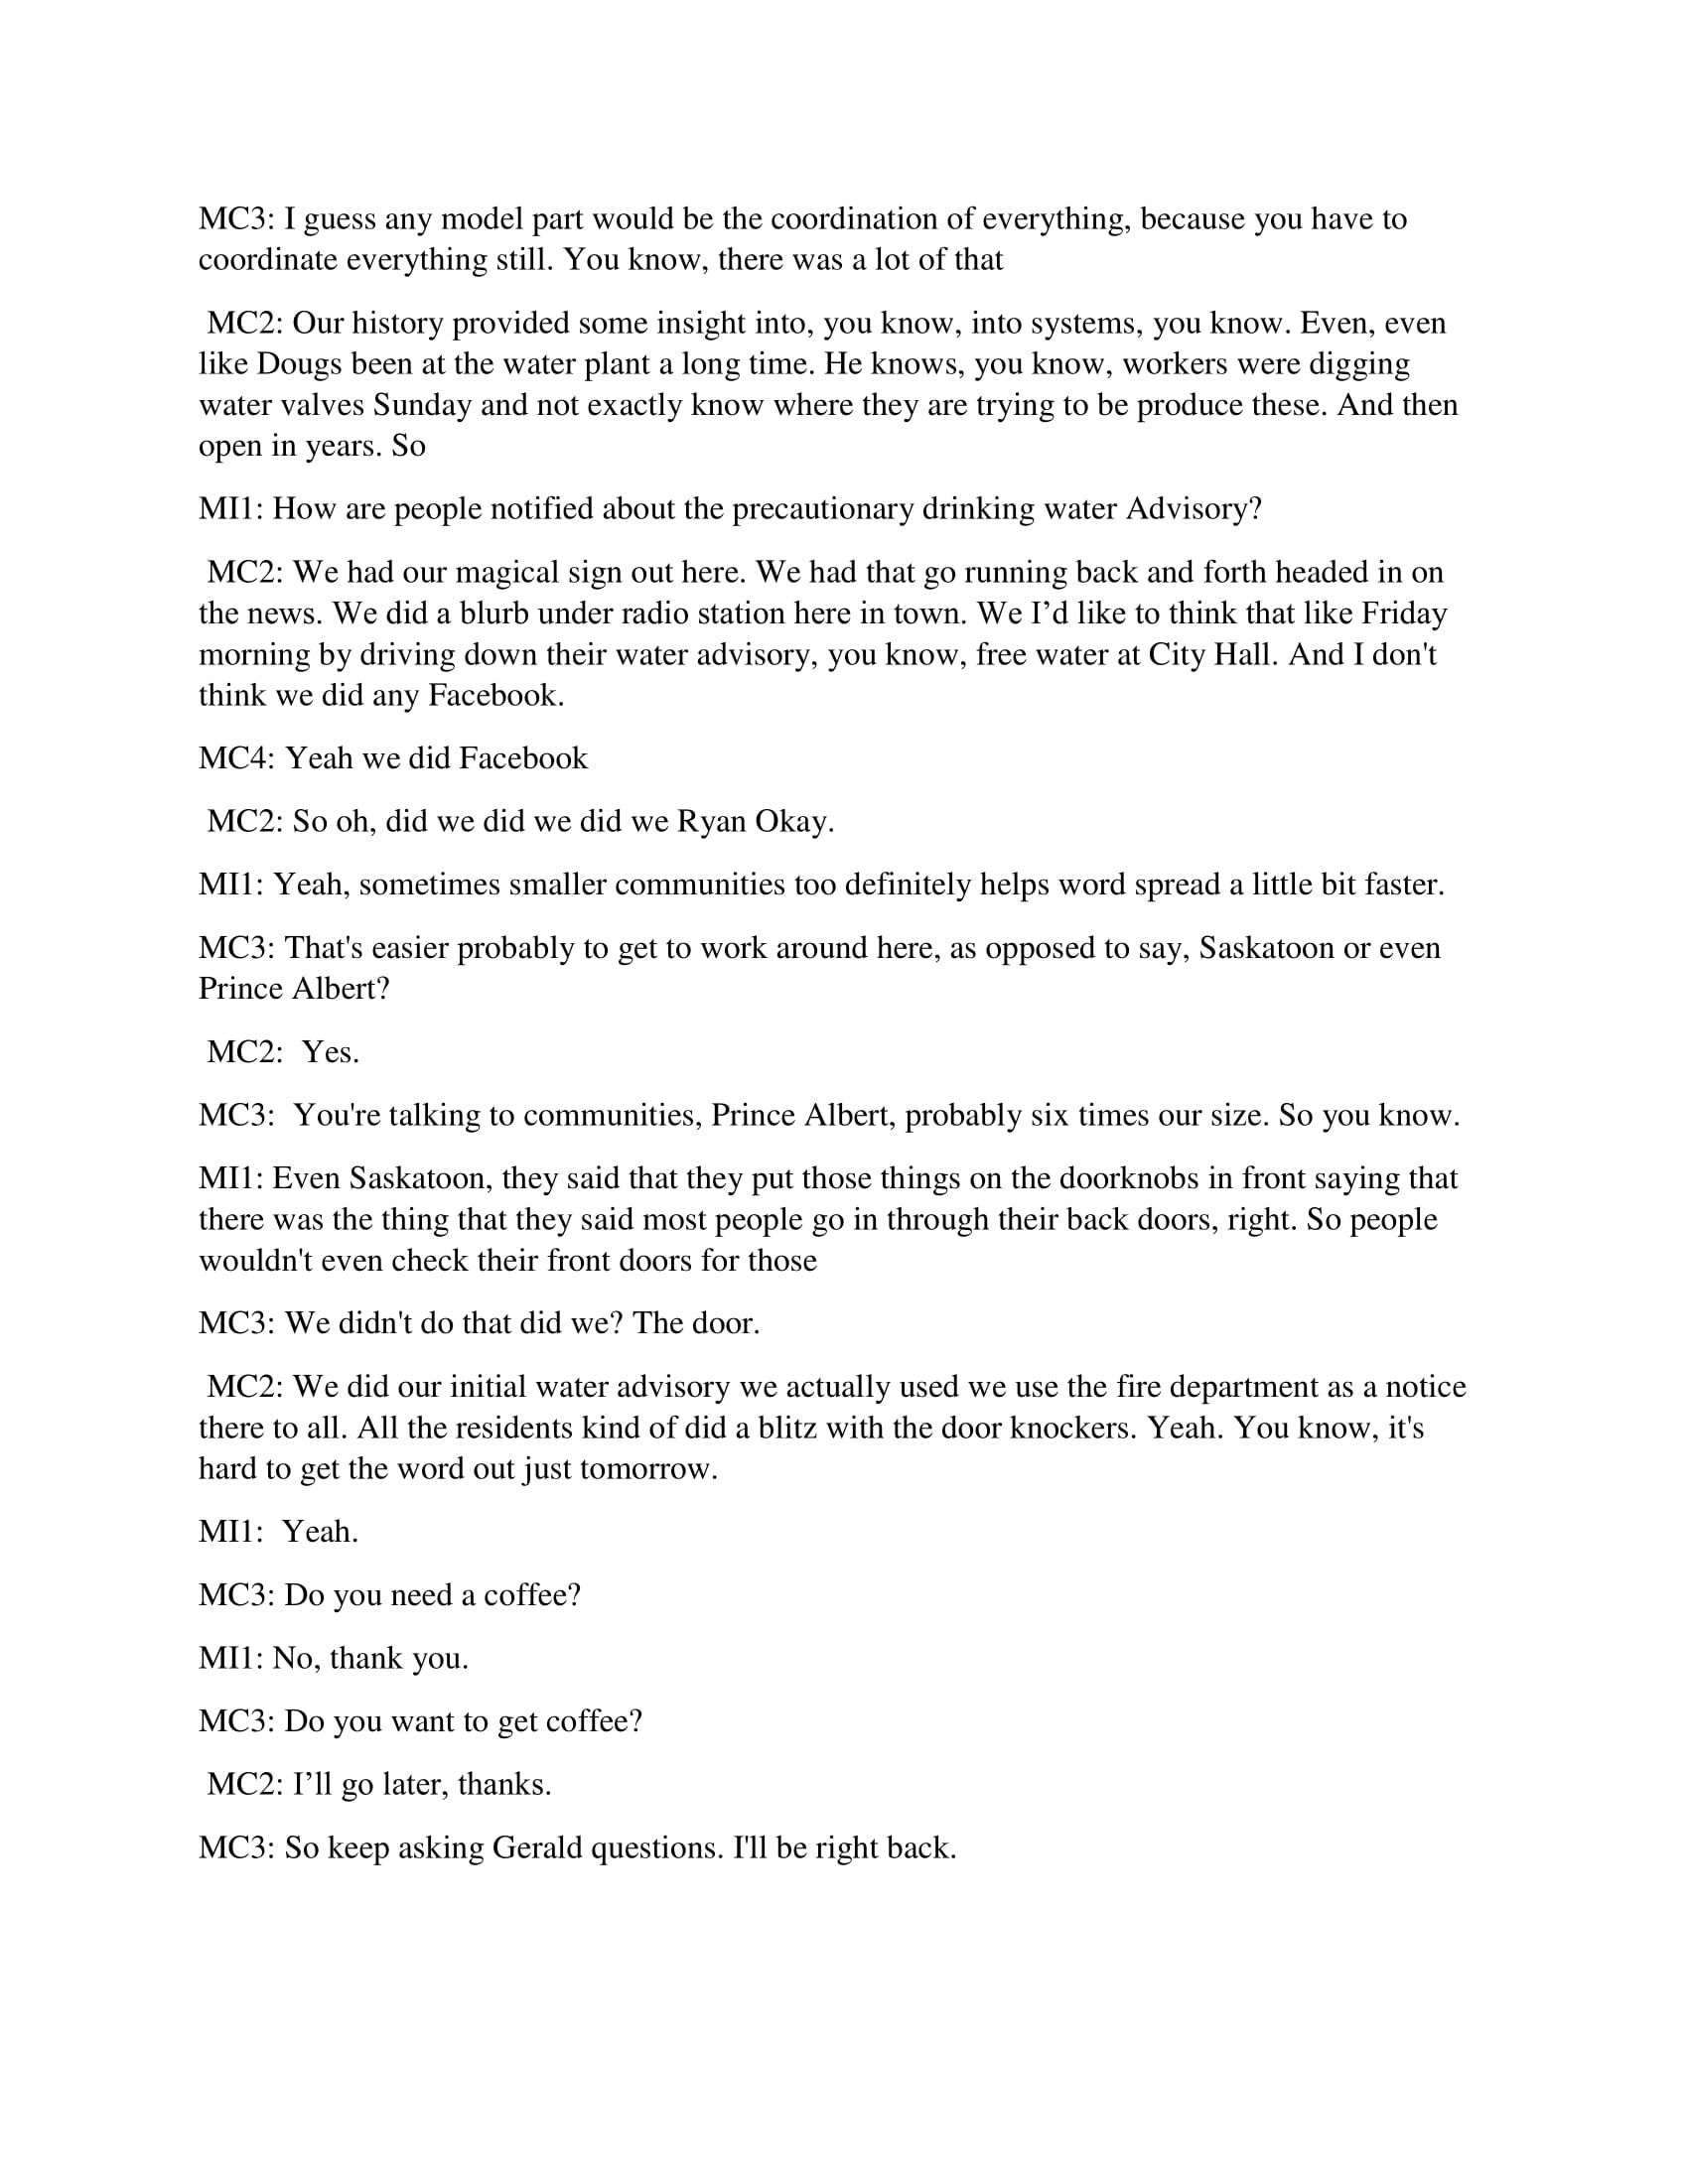 MC3: I guess any model part would be the coordination of everything, because you have to
coordinate everything still. You know, there was a lot of that
MC2: Our history provided some insight into, you know, into systems, you know. Even, even
like Dougs been at the water plant a long time. He knows, you know, workers were digging
water valves Sunday and not exactly know where they are trying to be produce these. And then
open in years. So
MI1: How are people notified about the precautionary drinking water Advisory?
MC2: We had our magical sign out here. We had that go running back and forth headed in on
the news. We did a blurb under radio station here in town. We I’d like to think that like Friday
morning by driving down their water advisory, you know, free water at City Hall. And I don't
think we did any Facebook.
MC4: Yeah we did Facebook
MC2: So oh, did we did we did we Ryan Okay.
MI1: Yeah, sometimes smaller communities too definitely helps word spread a little bit faster.
MC3: That's easier probably to get to work around here, as opposed to say, Saskatoon or even
Prince Albert?
MC2:  Yes.
MC3:  You're talking to communities, Prince Albert, probably six times our size. So you know.
MI1: Even Saskatoon, they said that they put those things on the doorknobs in front saying that
there was the thing that they said most people go in through their back doors, right. So people
wouldn't even check their front doors for those
MC3: We didn't do that did we? The door.
MC2: We did our initial water advisory we actually used we use the fire department as a notice
there to all. All the residents kind of did a blitz with the door knockers. Yeah. You know, it's
hard to get the word out just tomorrow.
MI1:  Yeah.
MC3: Do you need a coffee?
MI1: No, thank you.
MC3: Do you want to get coffee?
MC2: I’ll go later, thanks.
MC3: So keep asking Gerald questions. I'll be right back.